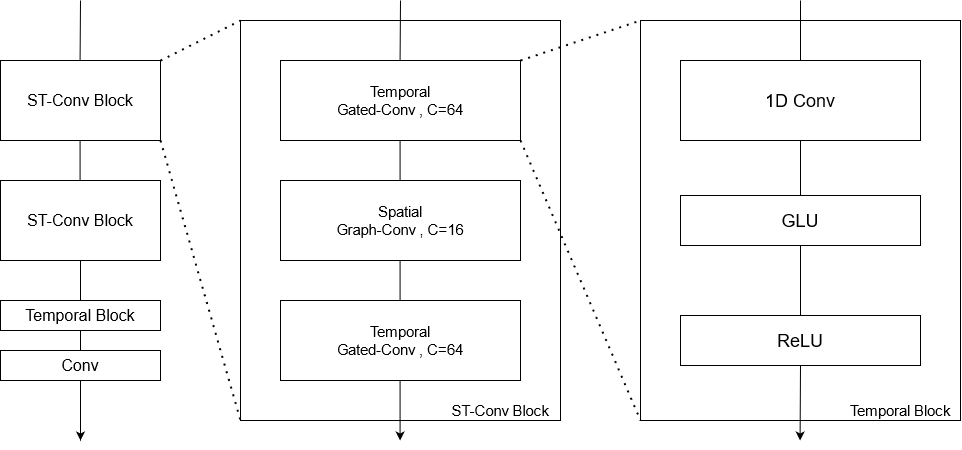 ST-Conv Block
ST-Conv Block
Temporal Block
Conv
Temporal
Gated-Conv , C=64
Spatial
Graph-Conv , C=16
Temporal
Gated-Conv , C=64
ST-Conv Block
1D Conv
GLU
ReLU
Temporal Block